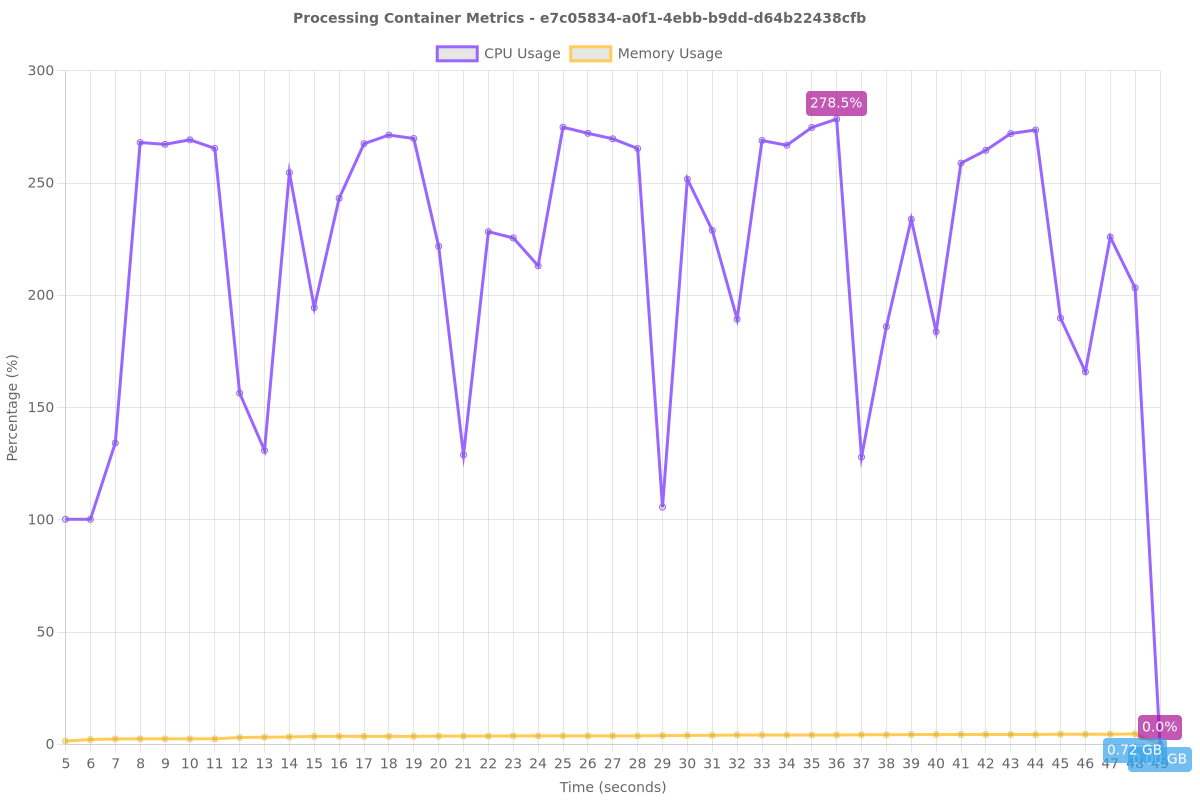 Processing Container Metrics - e7c05834-a0f1-4ebb-b9dd-d64b22438cfb
CPU Usage Memory Usage
300
278.5%
250
200
150
100
50
0
Percentage (%)
0.0%
0.72 GB
GB
5 6 7 8 9 10 11 12 13 14 15 16 17 18 19 20 21 22 23 24 25 26 27 28 29 30 31 32 33 34 35 36 37 38 39 40 41 42 43 44 45 46 47 48 49
Time (seconds)